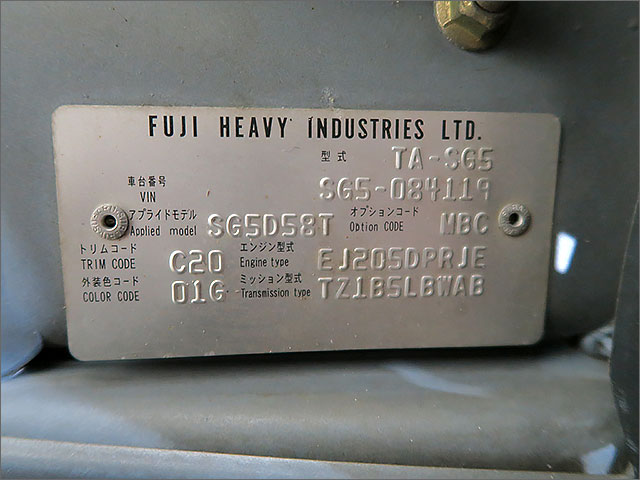 FUJI HEAVY INDUSTRIES LTD.
型式 TA-SG5
車台番号 VIN SG5-084119
アプライドモデル Applied model SG5D58T オプションコード Obtion CODE MBC
トリムコード TRIM CODE C20 エンジン型式 Engine type EJ205DPRJE
外装色コード COLOR CODE 01G ミッション型式 Transmission type TZ1B5LBWAB